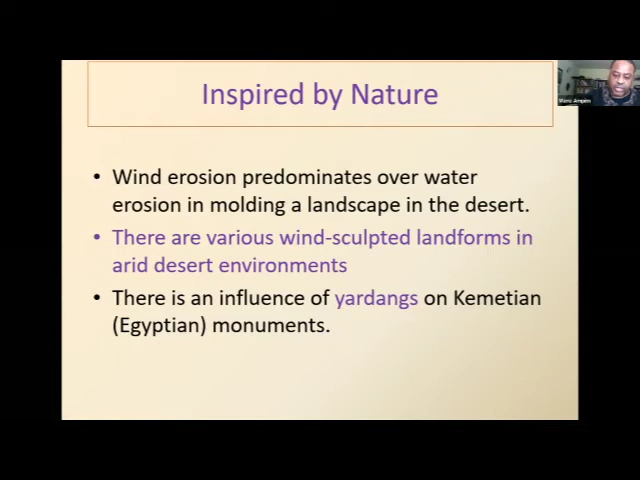 Inspired by Nature
• Wind erosion predominates over water
erosion in molding a landscape in the desert.
• There are various wind-sculpted landforms in
arid desert environments
• There is an influence of yardangs on Kemetian
(Egyptian) monuments.